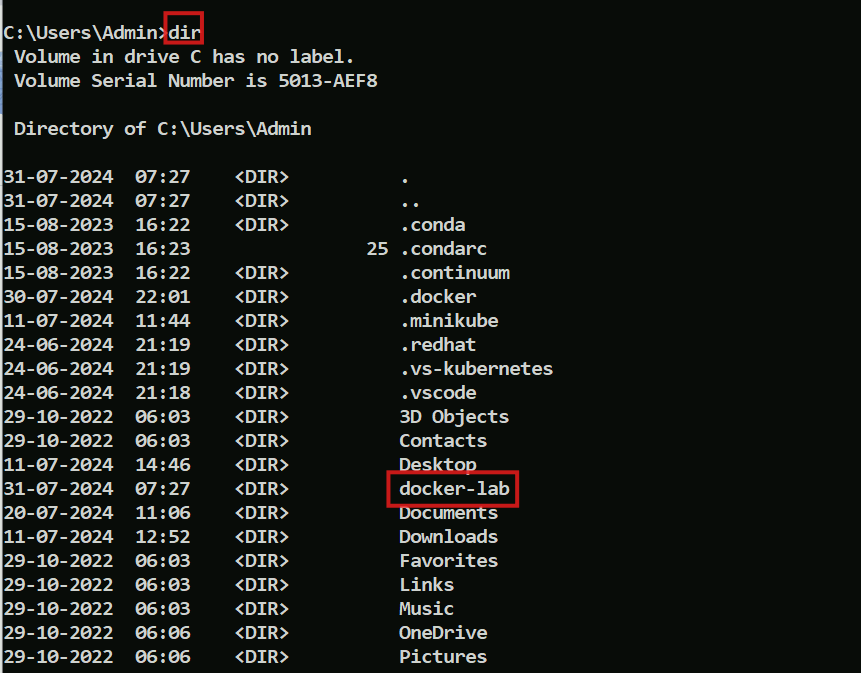 C:\Users\Admin>dir
Volume in drive C has no label.
Volume Serial Number is 5013-AEF8
Directory of C:\Users\Admin
31-07-2024 07:27 <DIR> .
31-07-2024 07:27 <DIR> ..
15-08-2023 16:22 <DIR> .conda
15-08-2023 16:23 25 .condarc
15-08-2023 16:22 <DIR> .continuum
30-07-2024 22:01 <DIR> .docker
11-07-2024 11:44 <DIR> .minikube
24-06-2024 21:19 <DIR> .redhat
24-06-2024 21:19 <DIR> .vs-kubernetes
24-06-2024 21:18 <DIR> .vscode
29-10-2022 06:03 <DIR> 3D Objects
29-10-2022 06:03 <DIR> Contacts
11-07-2024 14:46 <DIR> Desktop
31-07-2024 07:27 <DIR> docker-lab
20-07-2024 11:06 <DIR> Documents
11-07-2024 12:52 <DIR> Downloads
29-10-2022 06:03 <DIR> Favorites
29-10-2022 06:03 <DIR> Links
29-10-2022 06:03 <DIR> Music
29-10-2022 06:06 <DIR> OneDrive
29-10-2022 06:06 <DIR> Pictures